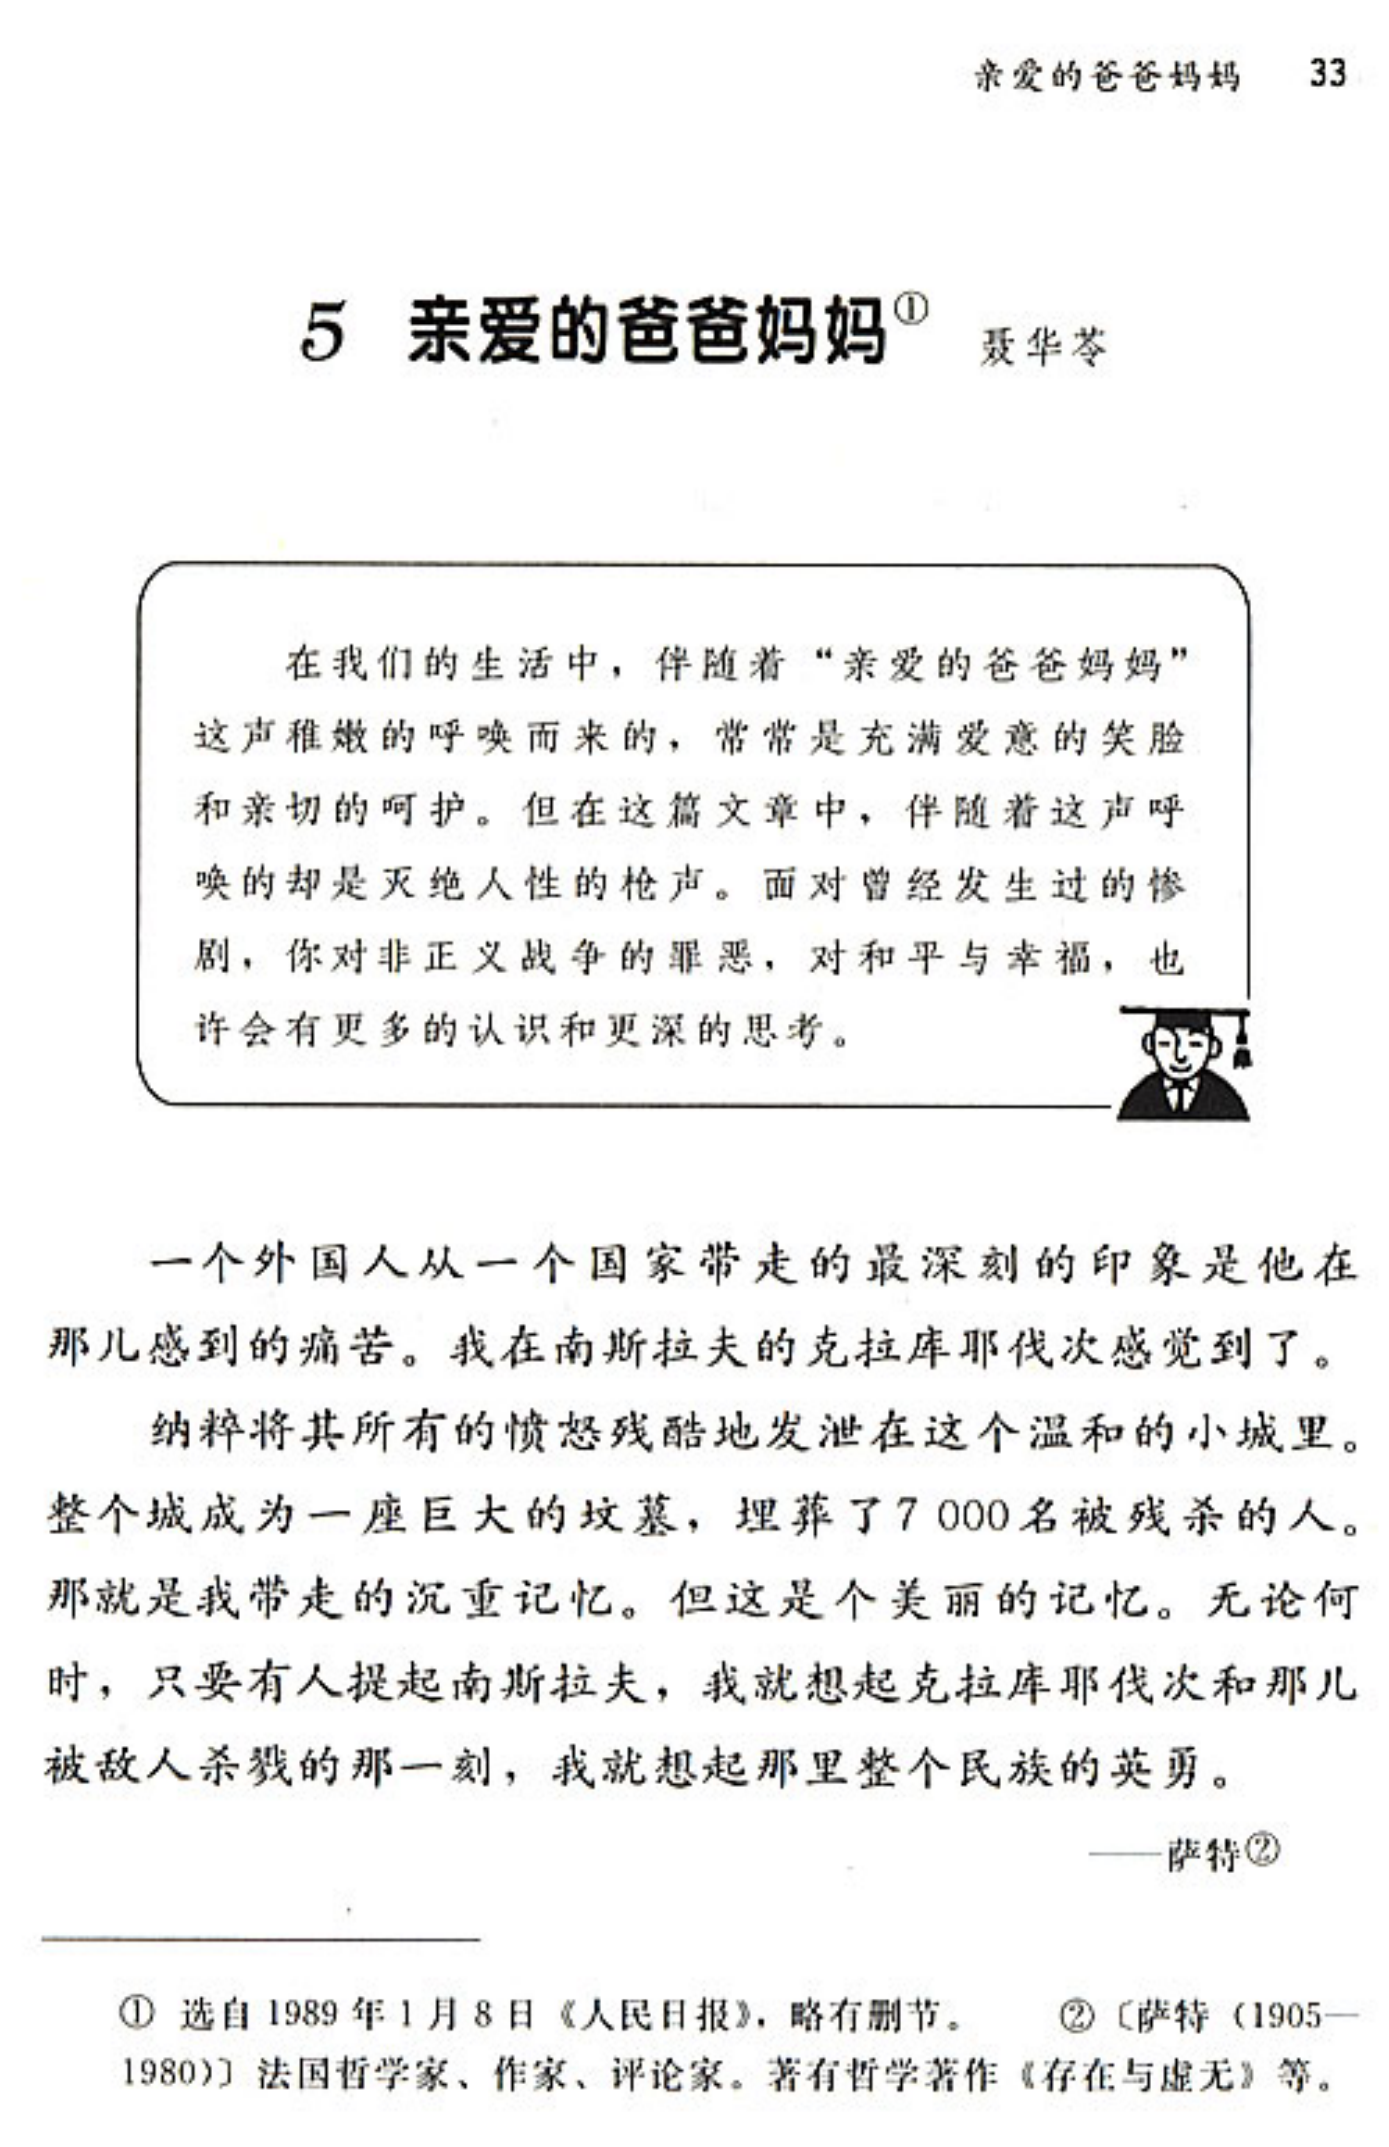 亲爱的爸爸妈妈 33
5 亲爱的爸爸妈妈① 聂华苓
在我们的生活中，伴随着“亲爱的爸爸妈妈”
这声稚嫩的呼唤而来的，常常是充满爱意的笑脸
和亲切的呵护。但在这篇文章中，伴随着这声呼
唤的却是灭绝人性的枪声。面对曾经发生过的惨
剧，你对非正义战争的罪恶，对和平与幸福，也
许会有更多的认识和更深的思考。
一个外国人从一个国家带走的最深刻的印象是他在
那儿感到的痛苦。我在南斯拉夫的克拉库耶伐次感觉到了。
纳粹将其所有的愤怒残酷地发泄在这个温和的小城里。
整个城成为一座巨大的坟墓，埋葬了7 000名被残杀的人。
那就是我带走的沉重记忆。但这是个美丽的记忆。无论何
时，只要有人提起南斯拉夫，我就想起克拉库耶伐次和那儿
被敌人杀戮的那一刻，我就想起那里整个民族的英勇。
——萨特②
① 选自 1989 年 1 月 8 日《人民日报》，略有删节。 ②〔萨特（1905—
1980)〕法国哲学家、作家、评论家。著有哲学著作《存在与虚无》等。